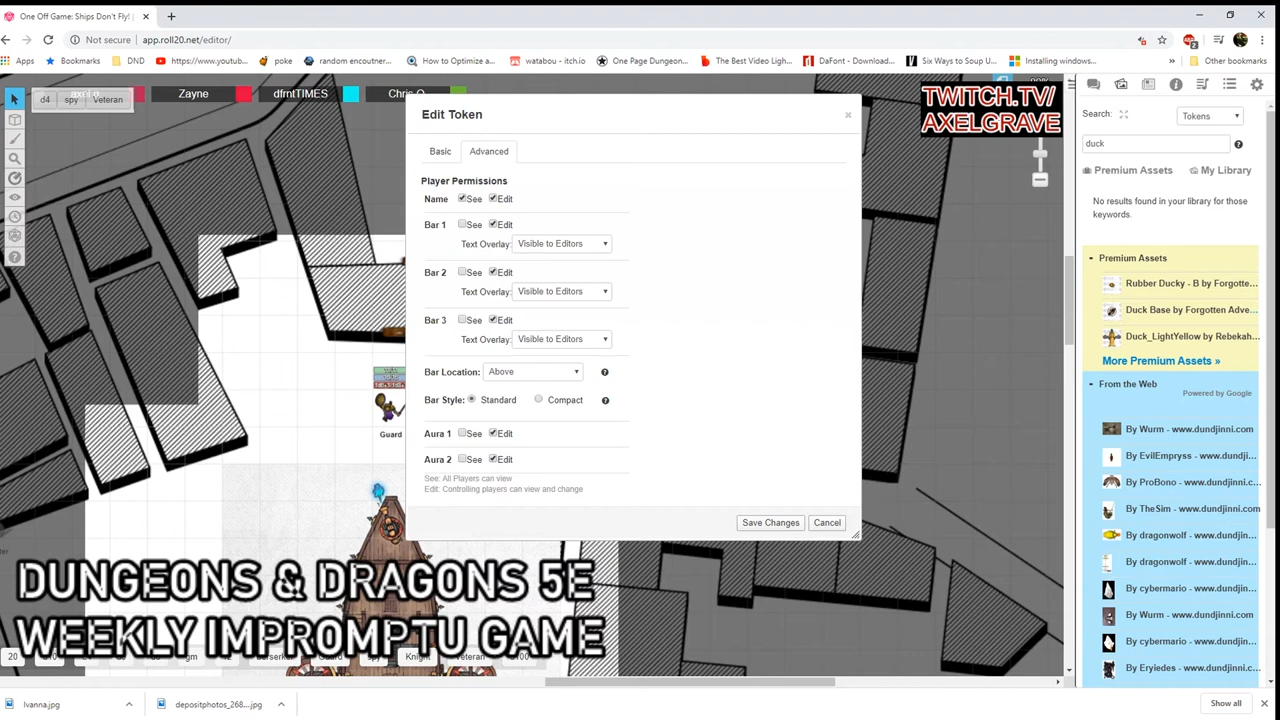 One Off Game: Ships Don't Fly! |
Not secure | app.roll20.net/editor/
Apps Bookmarks DND https://www.youtub... poke random encoutner... How to Optimize a... watabou - itch.io One Page Dungeon... The Best Video Ligh... DaFont - Download... Six Ways to Soup U... Installing windows... » Other bookmarks
Zayne dfrntTIMES
d4 spy Veteran
TWITCH.TV/
AXELGRAVE
Edit Token
Basic Advanced
Player Permissions
Name See Edit
Bar 1 See Edit
Text Overlay: Visible to Editors
Bar 2 See Edit
Text Overlay: Visible to Editors
Bar 3 See Edit
Text Overlay: Visible to Editors
Bar Location: Above
Bar Style: Standard Compact
Aura 1 See Edit
Aura 2 See Edit
See: All Players can view
Edit: Controlling players can view and change
Save Changes Cancel
Guard
Search: Tokens
duck
Premium Assets My Library
No results found in your library for those
keywords.
Premium Assets
Rubber Ducky - B by Forgotte...
Duck Base by Forgotten Adve...
Duck_LightYellow by Rebekah...
More Premium Assets »
From the Web
Powered by Google
By Wurm - www.dundjinni.com
By EvilEmpryss - www.dundji...
By ProBono - www.dundjinni...
By TheSim - www.dundjinni.com
By dragonwolf - www.dundjin...
By dragonwolf - www.dundjin...
By cybermario - www.dundjin...
By Wurm - www.dundjinni.com
By cybermario - www.dundjin...
By Eryiedes - www.dundjinni...
DUNGEONS & DRAGONS 5E
WEEKLY IMPROMPTU GAME
20 Knight Veteran
Ivanna.jpg depositphotos_268....jpg Show all